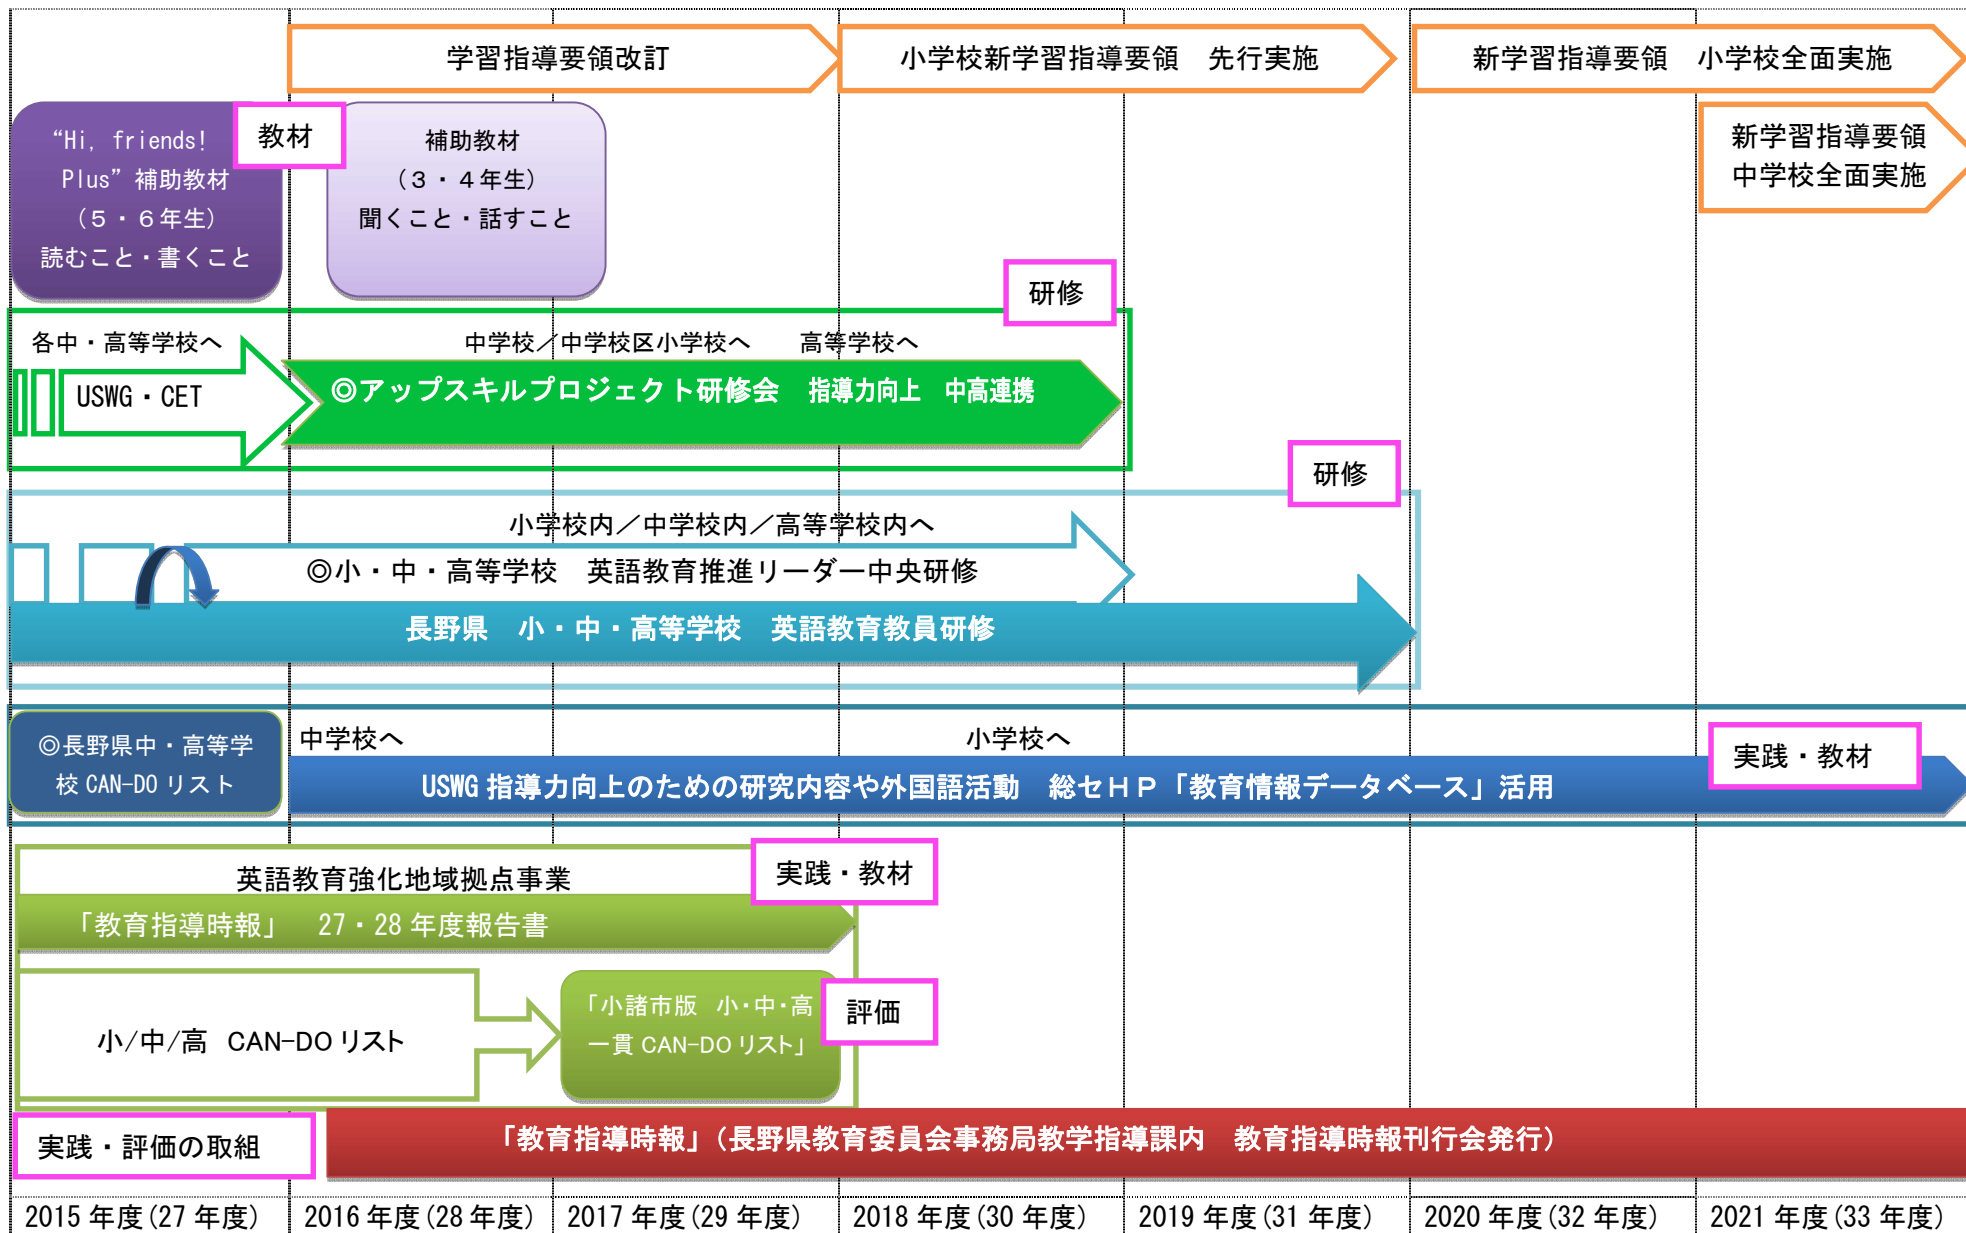 学習指導要領改訂
小学校新学習指導要領　先行実施
新学習指導要領　小学校全面実施
“Hi, friends!
Plus”補助教材
（５・６年生）
読むこと・書くこと
教材
補助教材
（３・４年生）
聞くこと・話すこと
新学習指導要領
中学校全面実施
研修
各中・高等学校へ
中学校／中学校区小学校へ　高等学校へ
USWG・CET
◎アップスキルプロジェクト研修会　指導力向上　中高連携
研修
小学校内／中学校内／高等学校内へ
◎小・中・高等学校　英語教育推進リーダー中央研修
長野県　小・中・高等学校　英語教育教員研修
◎長野県中・高等学
校 CAN-DO リスト
中学校へ
小学校へ
実践・教材
USWG 指導力向上のための研究内容や外国語活動　総セＨＰ「教育情報データベース」活用
実践・教材
英語教育強化地域拠点事業
「教育指導時報」　27・28 年度報告書
小/中/高　CAN-DO リスト
「小諸市版　小・中・高
一貫 CAN-DO リスト」
評価
実践・評価の取組
「教育指導時報」（長野県教育委員会事務局教学指導課内　教育指導時報刊行会発行）
2015 年度(27 年度)
2016 年度(28 年度)
2017 年度(29 年度)
2018 年度(30 年度)
2019 年度(31 年度)
2020 年度(32 年度)
2021 年度(33 年度)